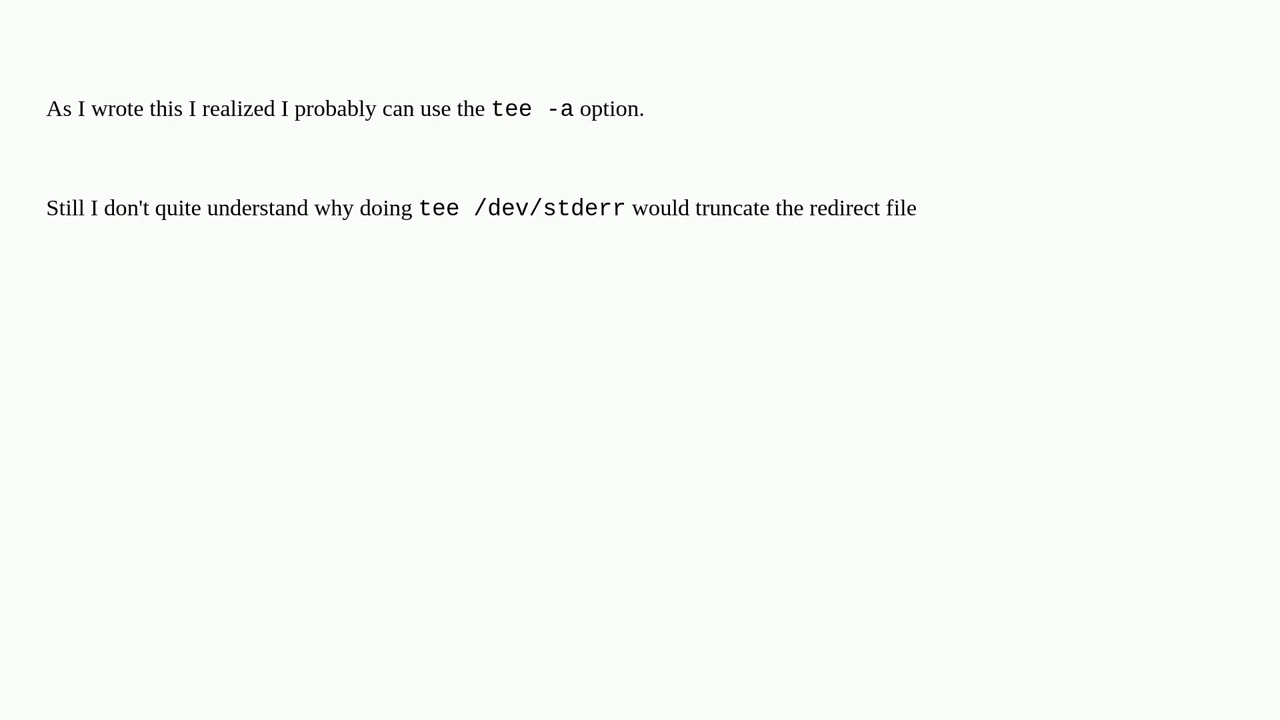 As I wrote this I realized I probably can use the tee -a option.
Still I don't quite understand why doing tee /dev/stderr would truncate the redirect file